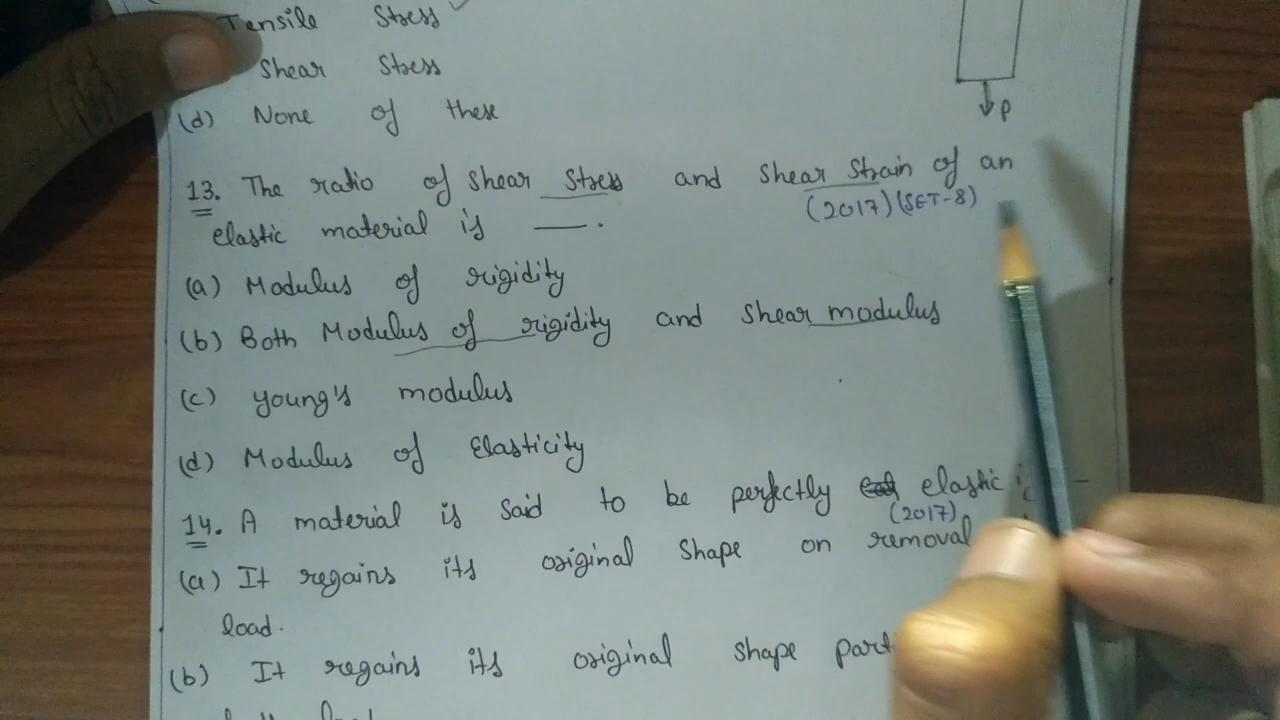 Tensile Stress
Shear Stress
(d) None of these
P
13. The ratio of shear stress and shear strain of an
(2017) (SET-8)
elastic material is ___.
(a) Modulus of rigidity
(b) Both Modulus of rigidity and shear modulus
(c) young's modulus
(d) Modulus of Elasticity
14. A material is said to be perfectly elastic
(2017)
(a) It regains its original shape on removal
load.
(b) It regains its original shape